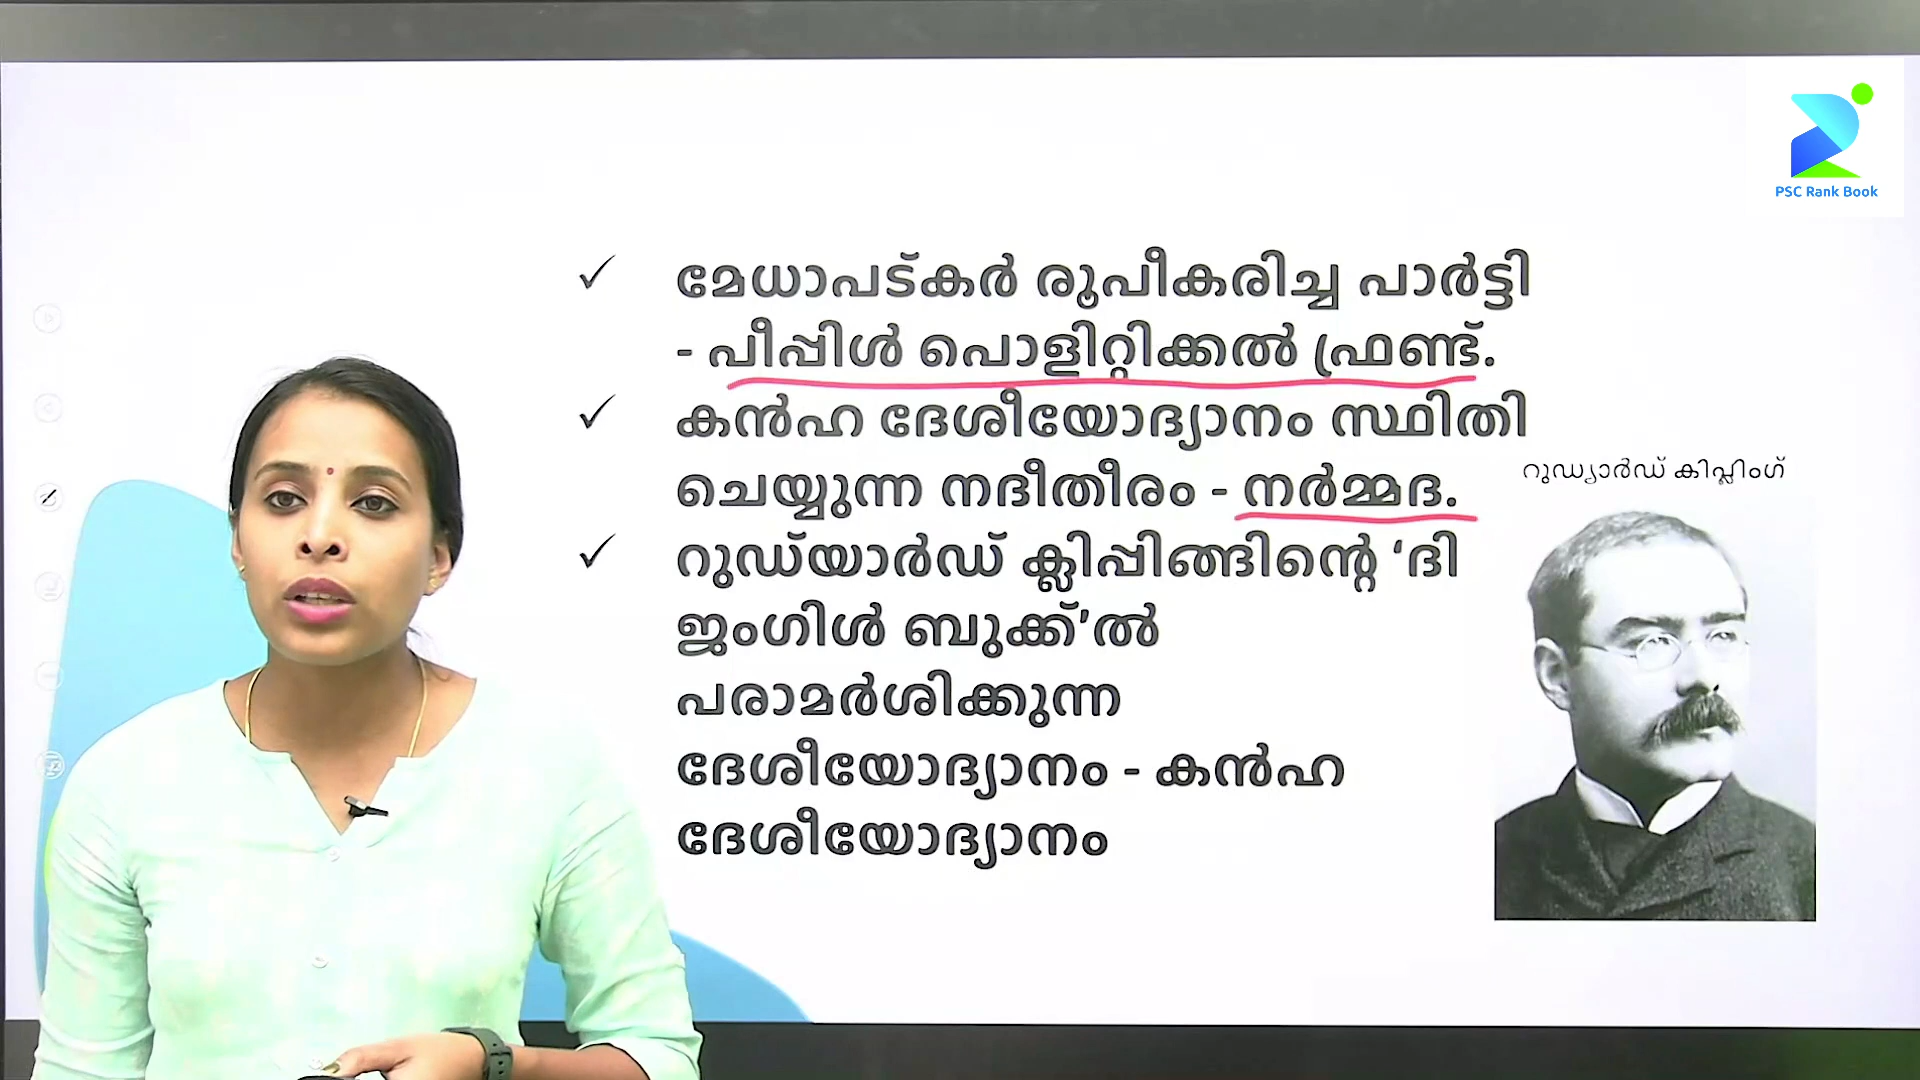 PSC Rank Book
✓ മേധാപട്കർ രൂപീകരിച്ച പാർട്ടി
- പീപ്പിൾ പൊളിറ്റിക്കൽ ഫ്രണ്ട്.
✓ കൻഹ ദേശീയോദ്യാനം സ്ഥിതി
ചെയ്യുന്ന നദീതീരം - നർമ്മദ.
✓ റുഡ്‌യാർഡ് ക്ലിപ്പിങ്ങിന്റെ ‘ദി
ജംഗിൾ ബുക്ക്’ൽ
പരാമർശിക്കുന്ന
ദേശീയോദ്യാനം - കൻഹ
ദേശീയോദ്യാനം
റുഡ്യാർഡ് കിപ്ലിംഗ്